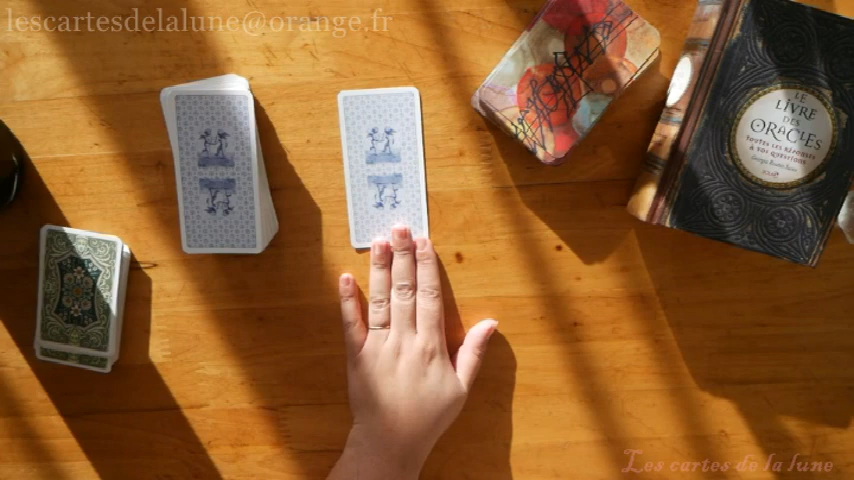 lescartesdelalune@orange.fr
LE
LIVRE
DES
ORACLES
TOUTES LES RÉPONSES
À VOS QUESTIONS
Les cartes de la lune